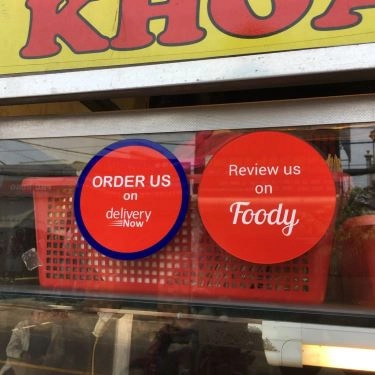 KHOA
ORDER US
on
delivery
Now
Review us
on
Foody